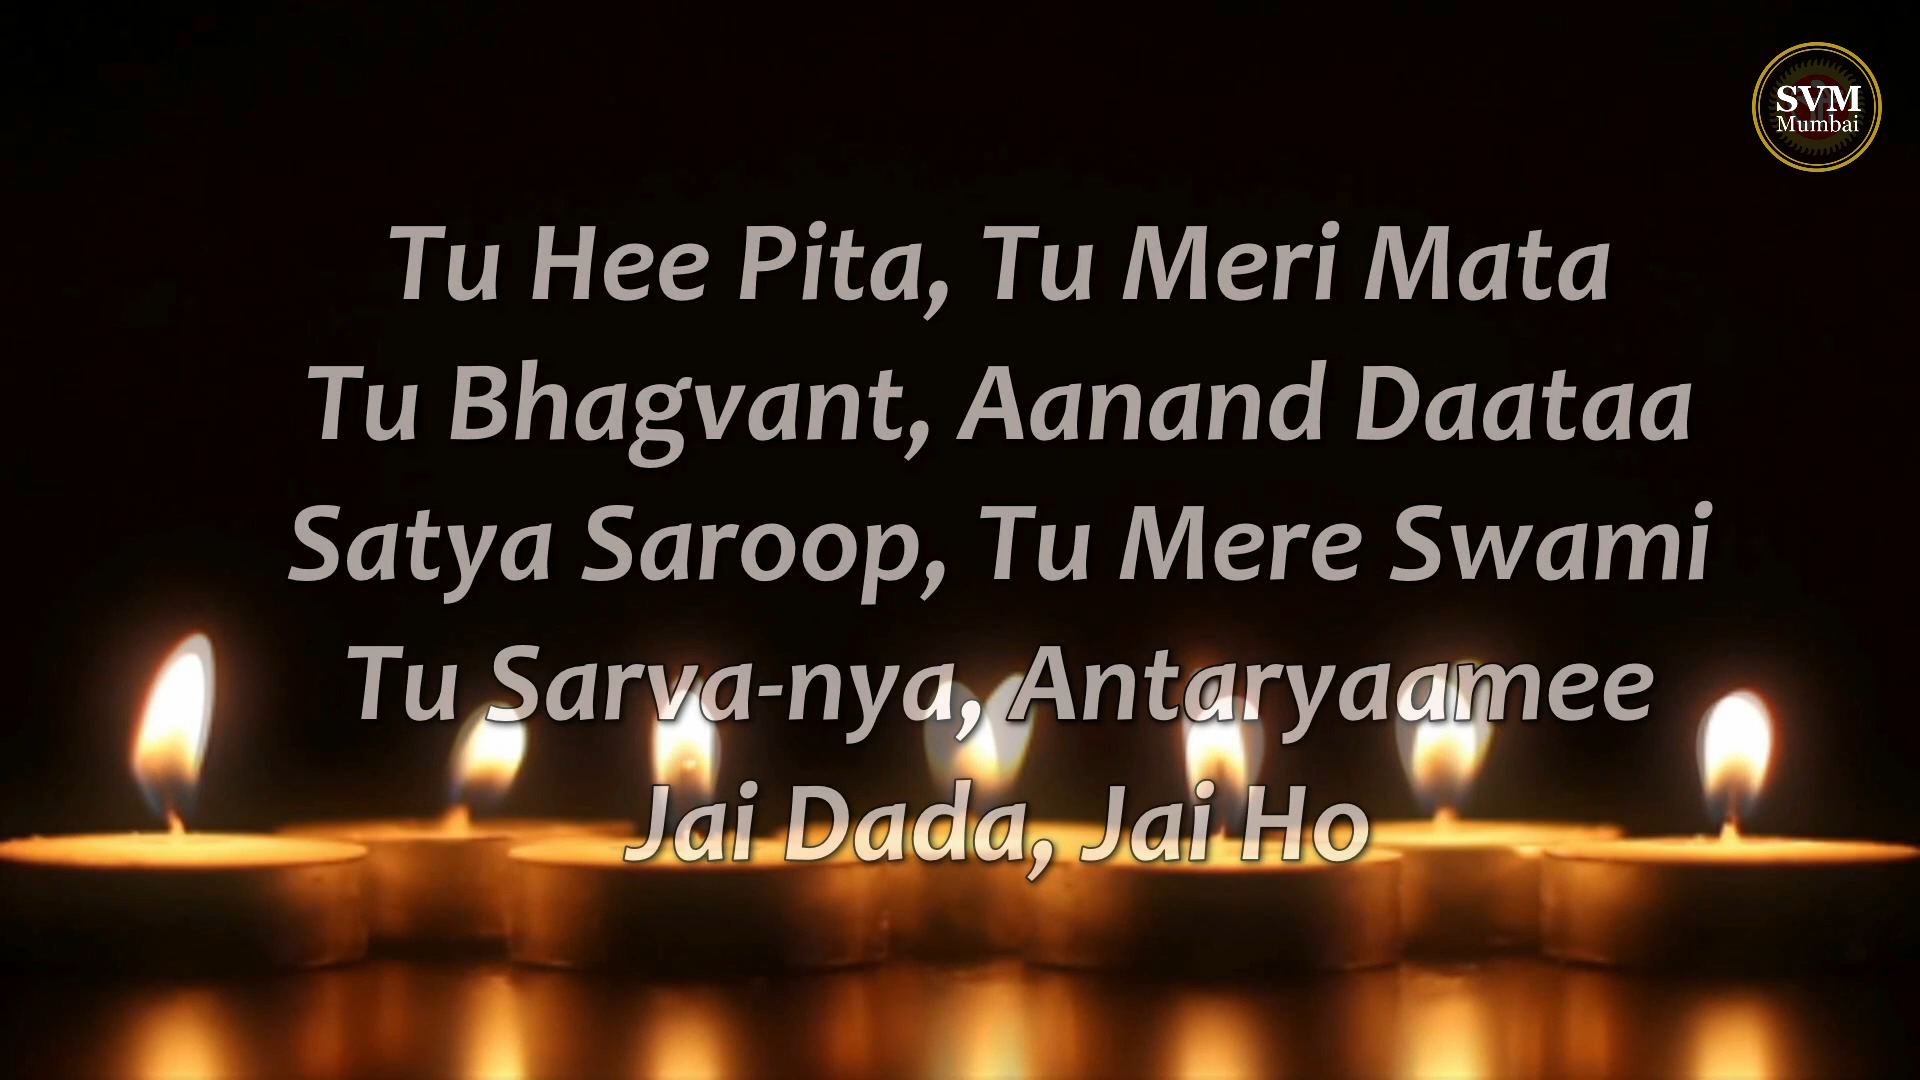 SVM
Mumbai
Tu Hee Pita, Tu Meri Mata
Tu Bhagvant, Aanand Daataa
Satya Saroop, Tu Mere Swami
Tu Sarva-nya, Antaryaamee
Jai Dada, Jai Ho